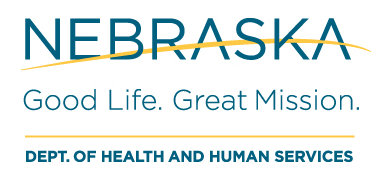 NEBRASKA
Good Life. Great Mission.
DEPT. OF HEALTH AND HUMAN SERVICES